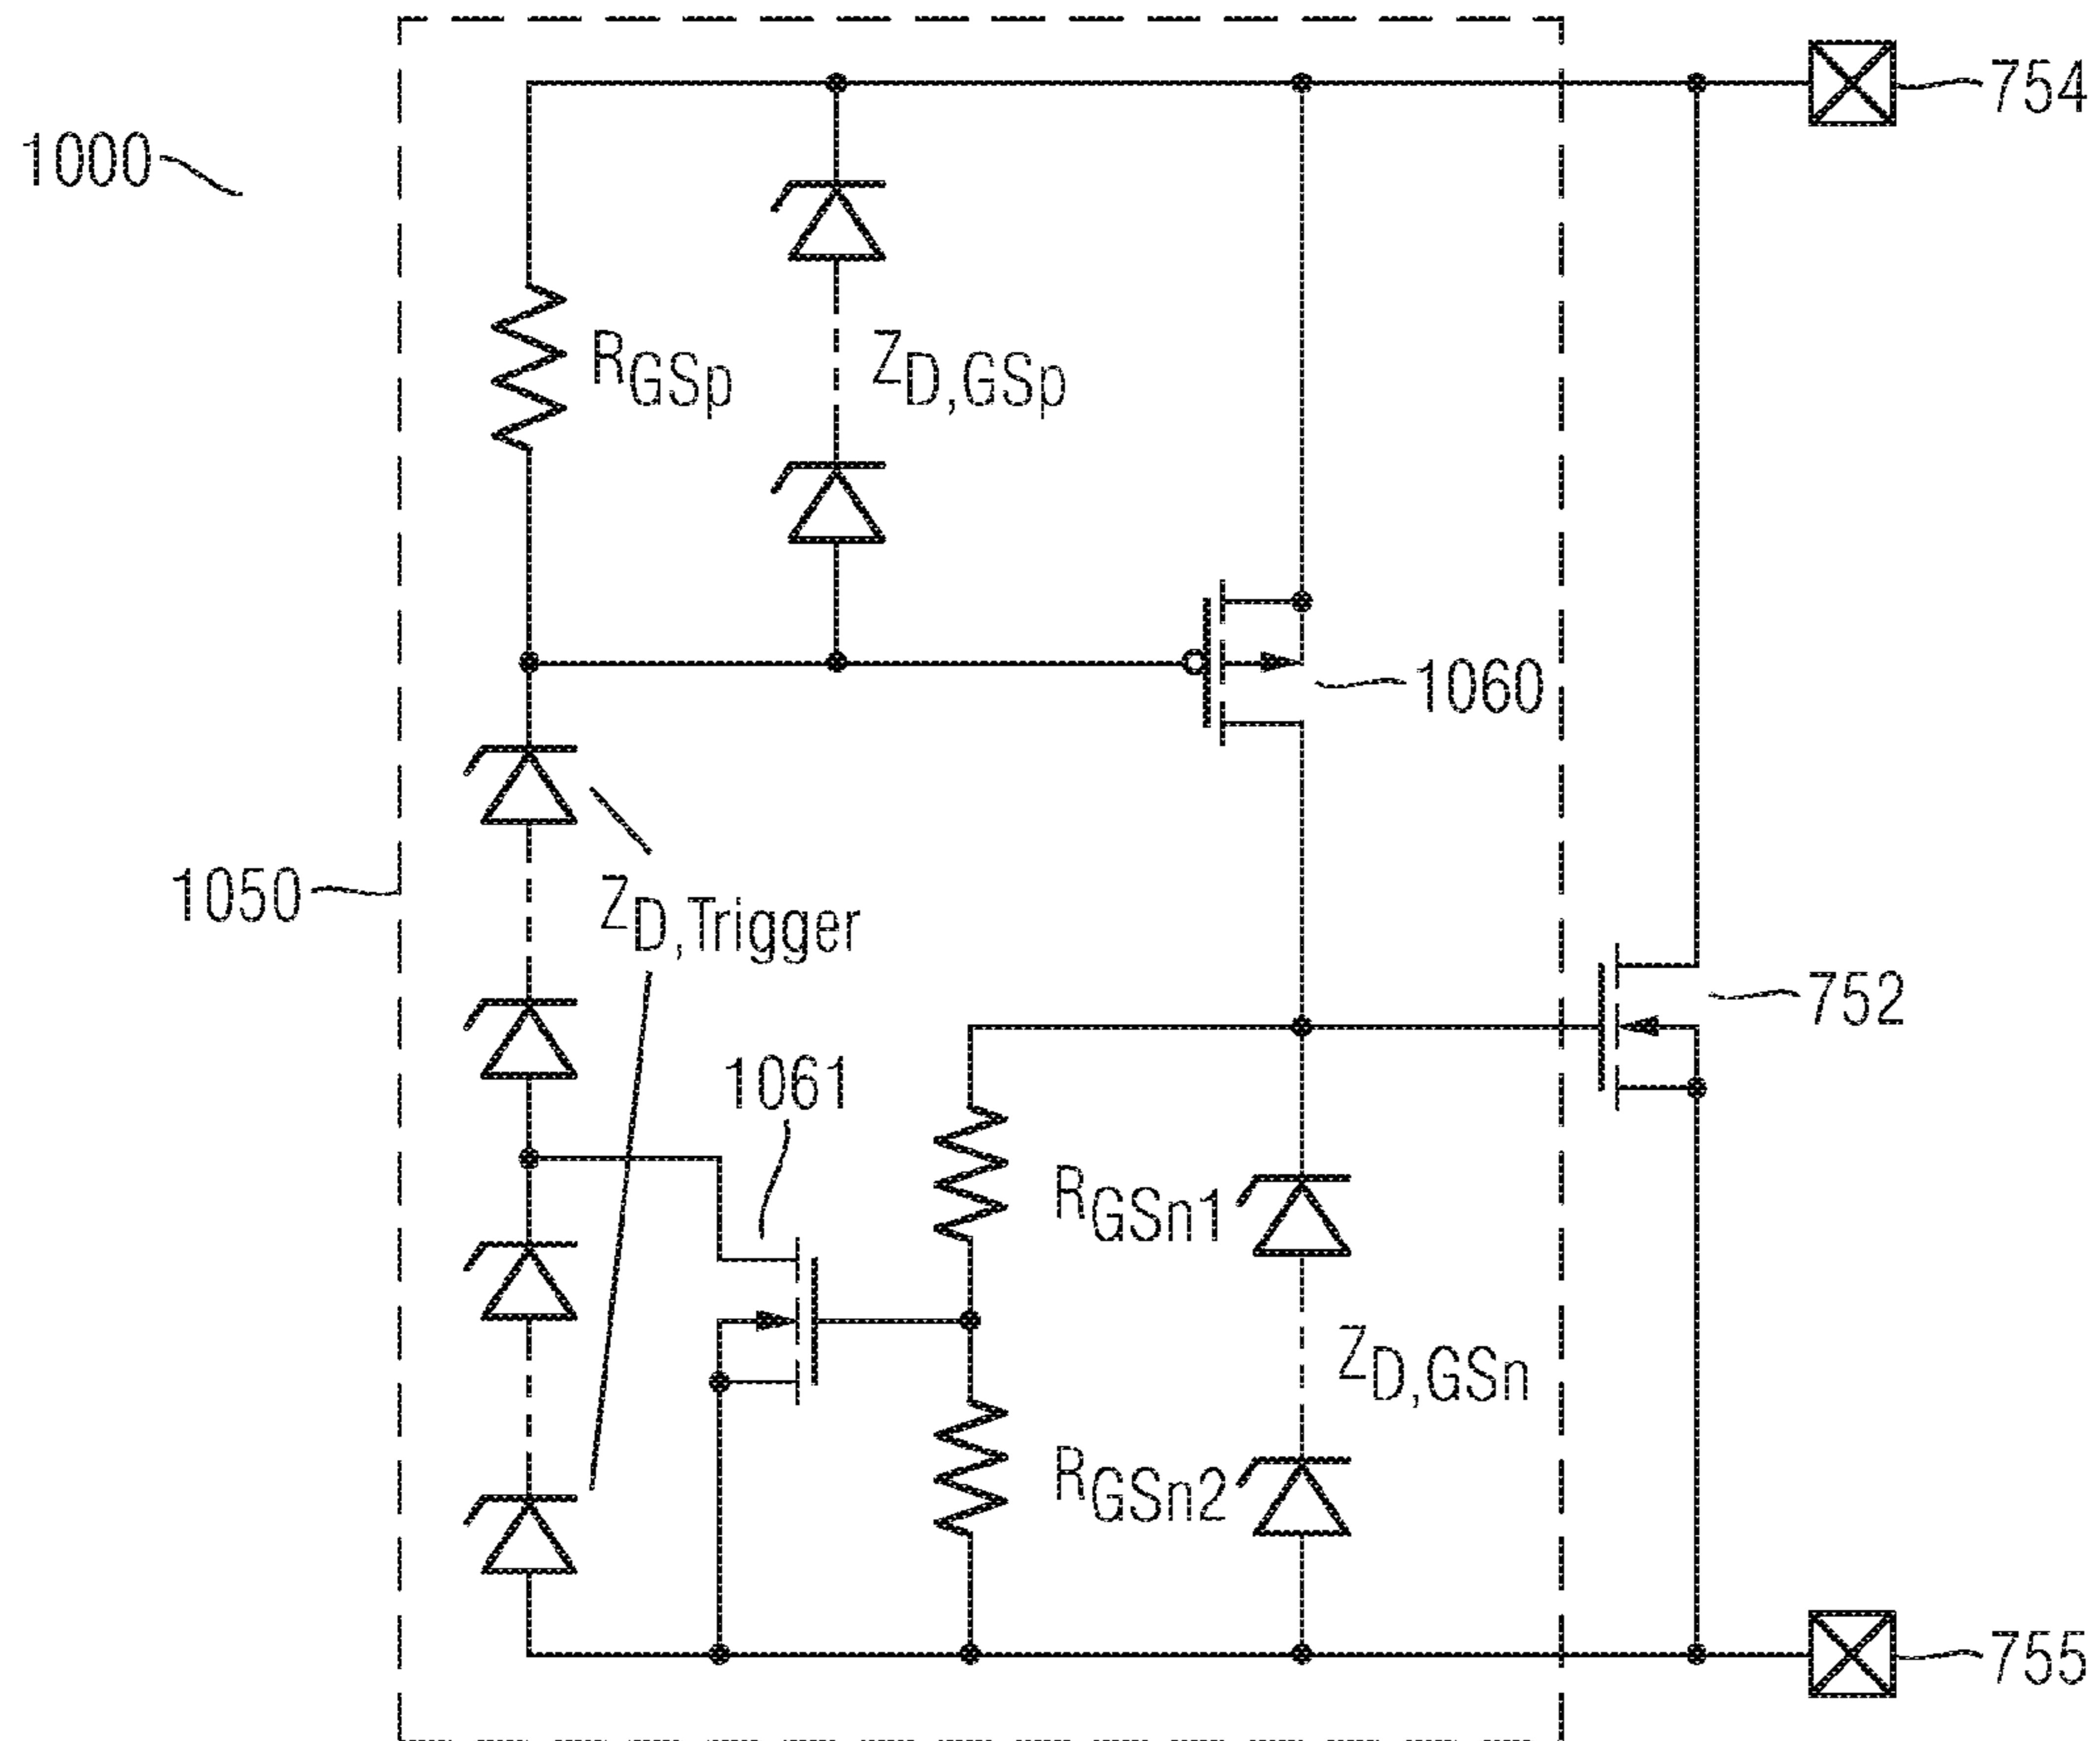 754
1000
RGSp
ZD,GSp
1060
1050
ZD,Trigger
752
1061
RGSn1
ZD,GSn
RGSn2
755